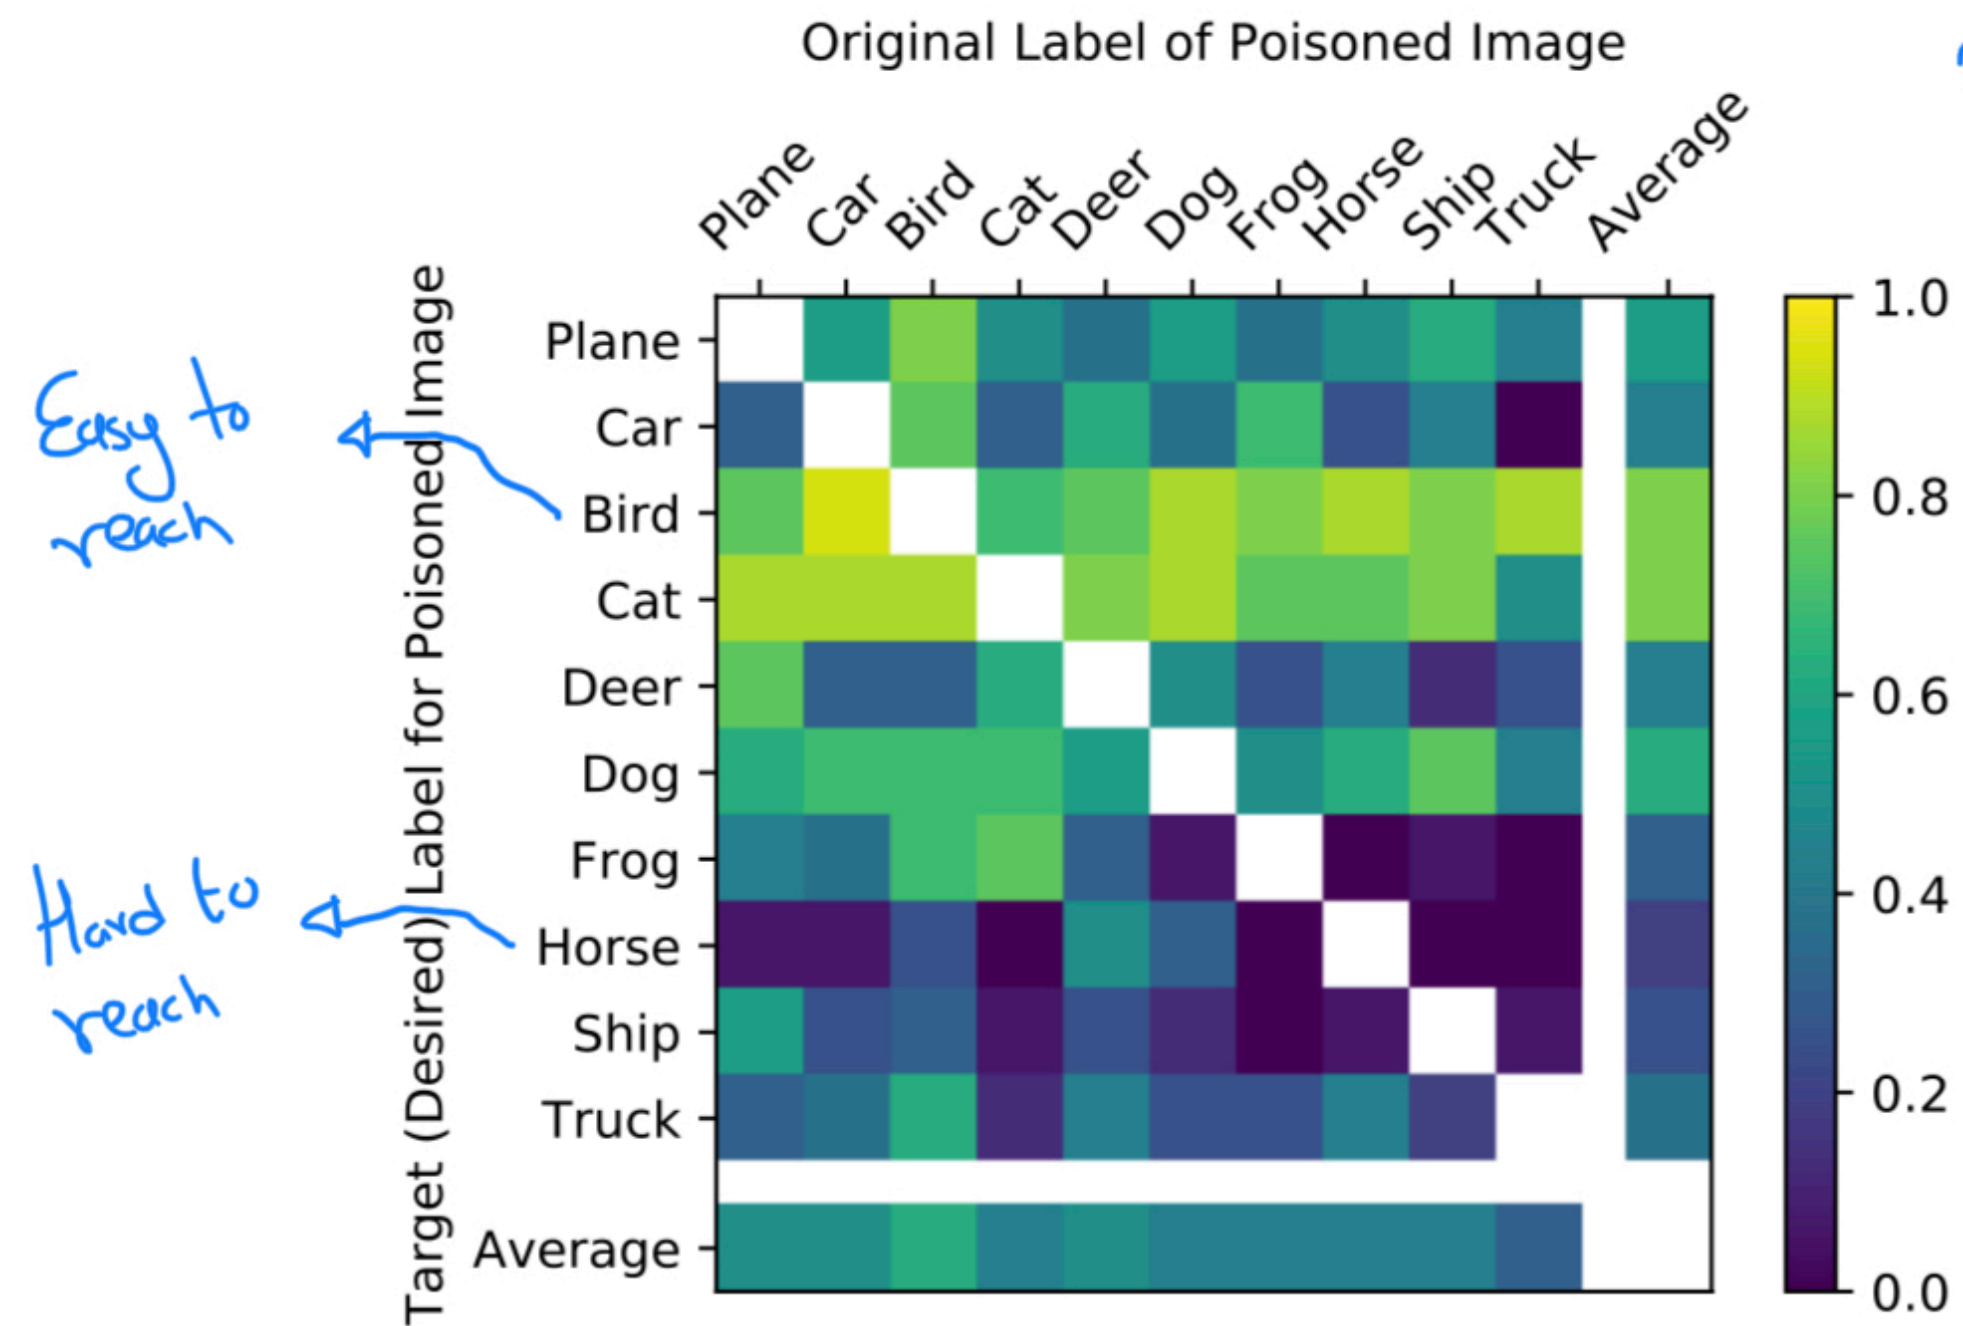 Original Label of Poisoned Image
Plane
Car
Bird
Cat
Deer
Dog
Frog
Horse
Ship
Truck
Average
Target (Desired) Label for Poisoned Image
Plane
Car
Bird
Cat
Deer
Dog
Frog
Horse
Ship
Truck
Average
1.0
0.8
0.6
0.4
0.2
0.0
Easy to
reach
Hard to
reach